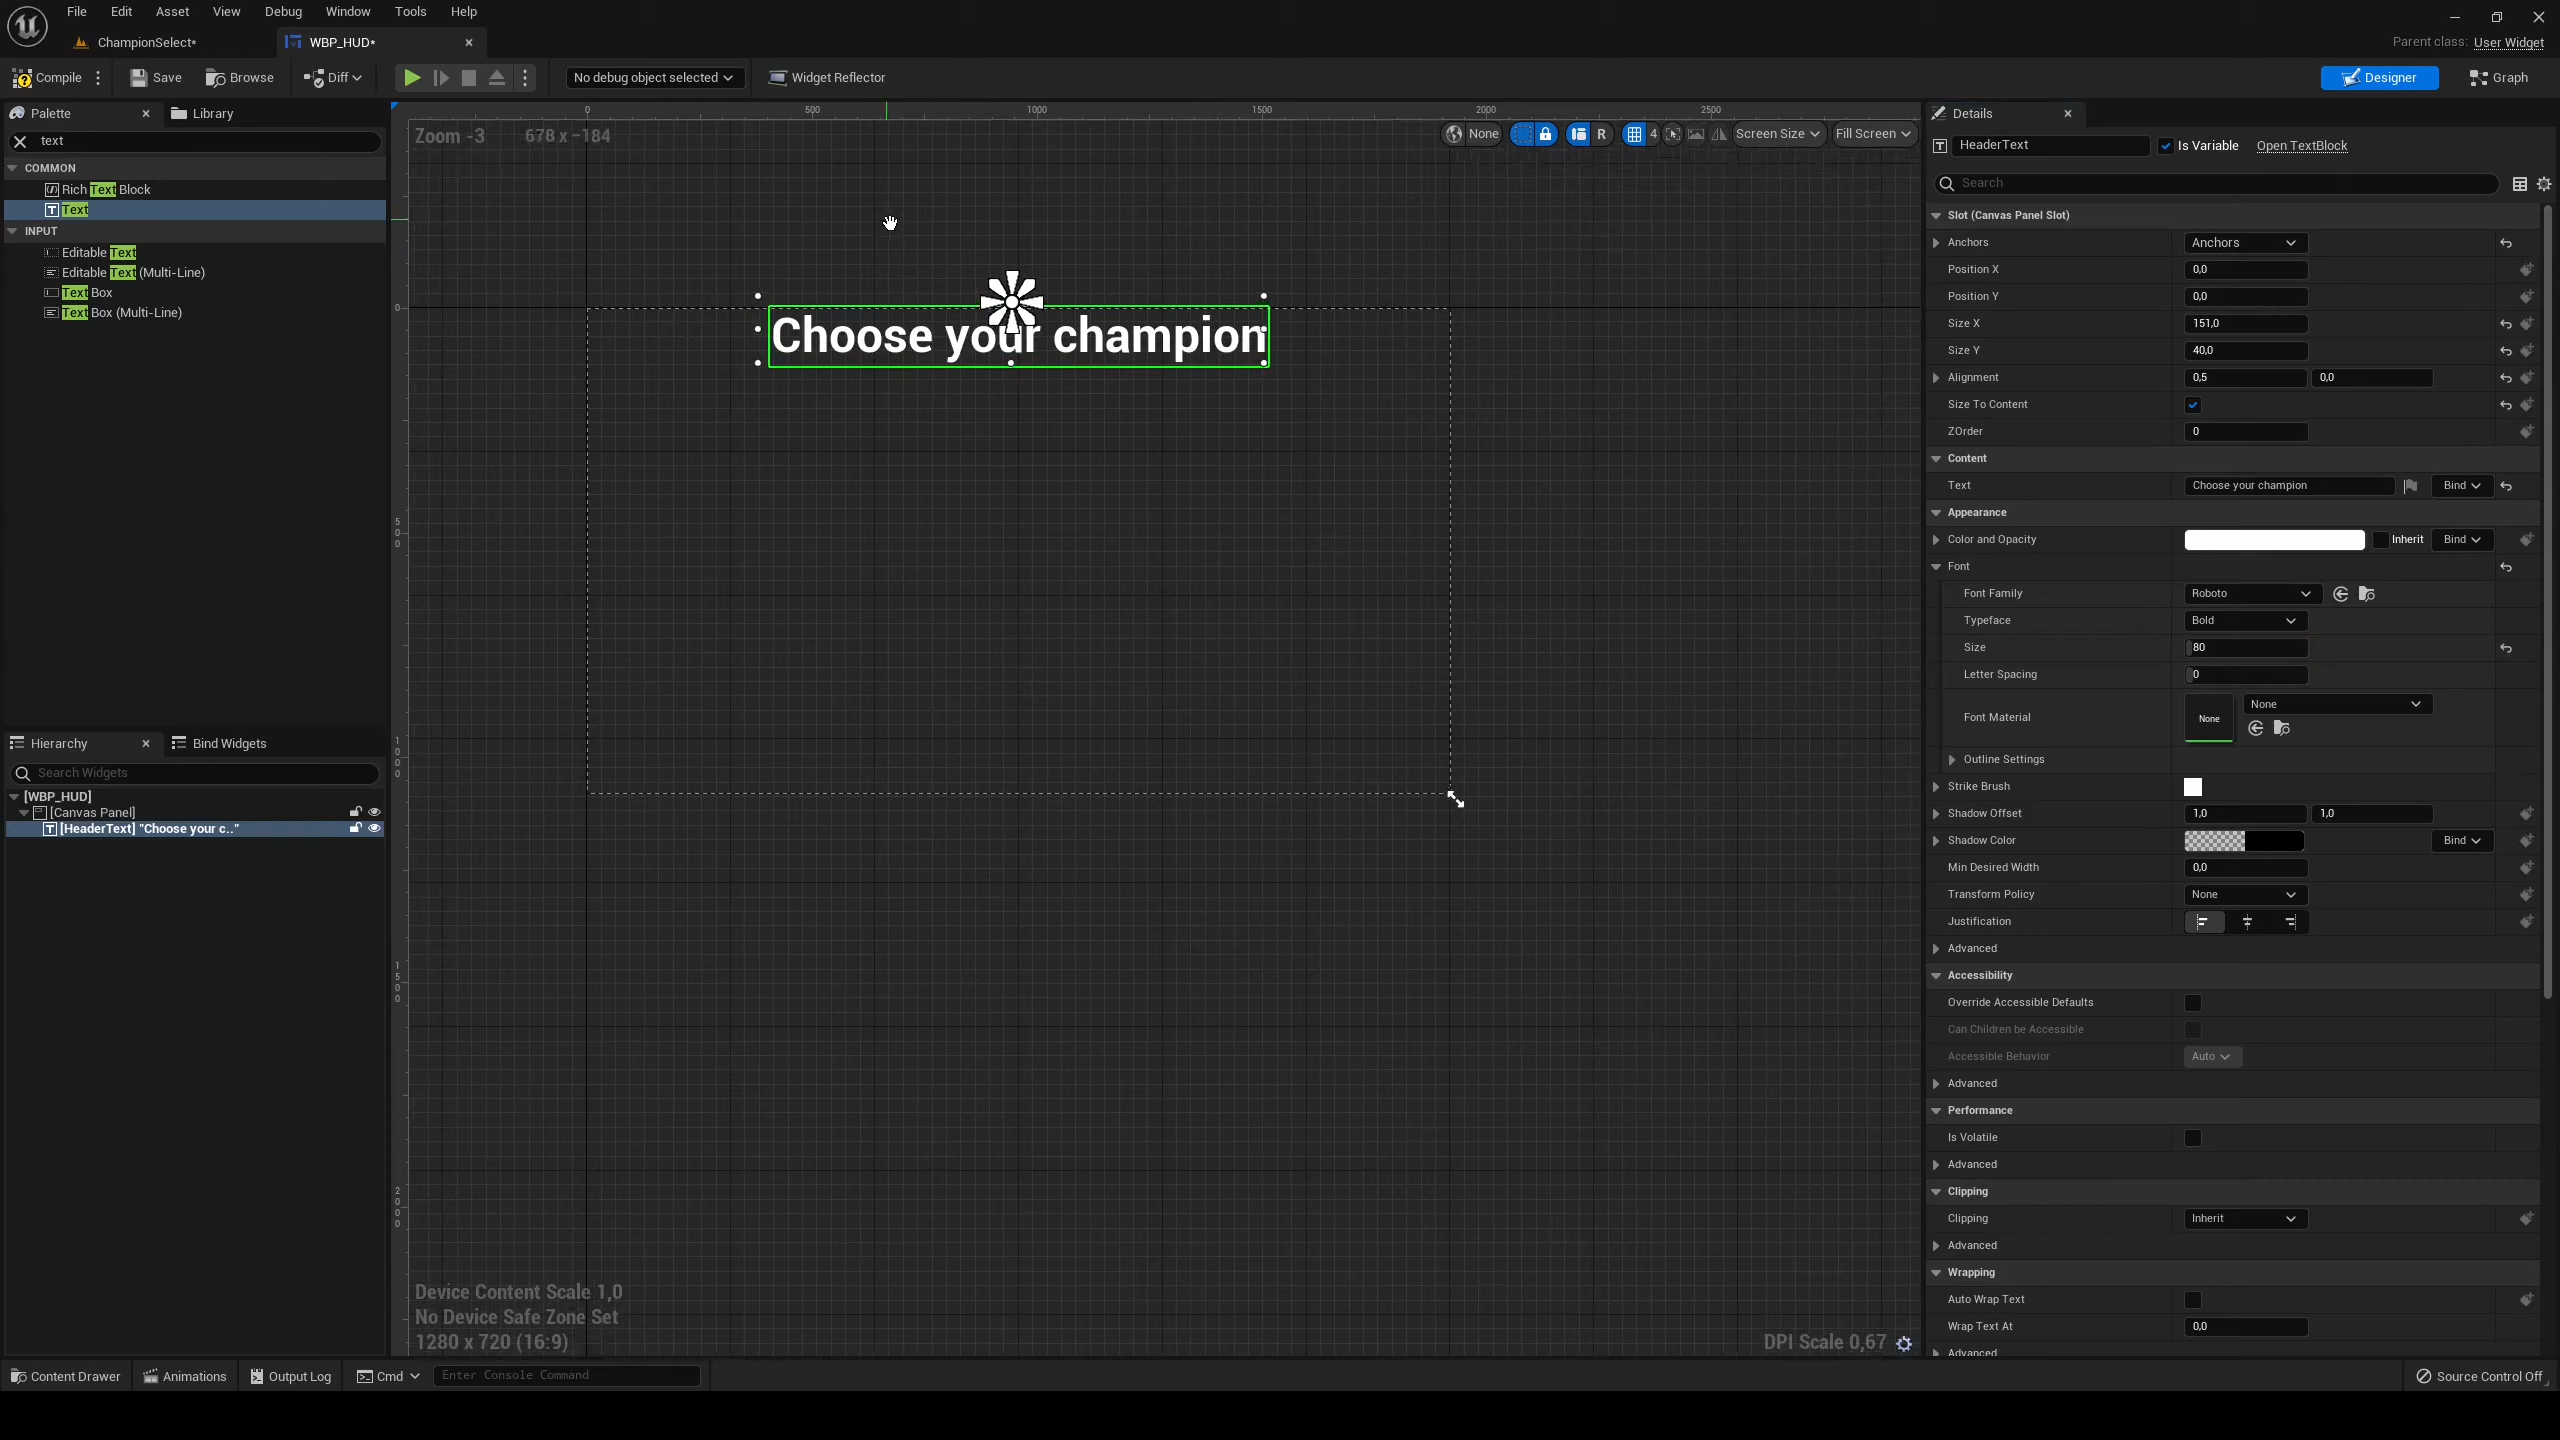 File Edit Asset View Debug Window Tools Help
ChampionSelect*
WBP_HUD*
Parent class: User Widget
Compile
Save
Browse
Diff
No debug object selected
Widget Reflector
Designer
Graph
Palette
Library
text
COMMON
Rich Text Block
Text
INPUT
Editable Text
Editable Text (Multi-Line)
Text Box
Text Box (Multi-Line)
Hierarchy
Bind Widgets
Search Widgets
[WBP_HUD]
[Canvas Panel]
[HeaderText] "Choose your c.."
0 500 1000 1500 2000 2500
Zoom -3
678 x -184
None
R
4
Screen Size
Fill Screen
0
500
1000
1500
2000
Choose your champion
Device Content Scale 1,0
No Device Safe Zone Set
1280 x 720 (16:9)
DPI Scale 0,67
Details
HeaderText
Is Variable
Open TextBlock
Search
Slot (Canvas Panel Slot)
Anchors Anchors
Position X 0,0
Position Y 0,0
Size X 151,0
Size Y 40,0
Alignment 0,5 0,0
Size To Content
ZOrder 0
Content
Text Choose your champion Bind
Appearance
Color and Opacity Inherit Bind
Font
Font Family Roboto
Typeface Bold
Size 80
Letter Spacing 0
Font Material None None
Outline Settings
Strike Brush
Shadow Offset 1,0 1,0
Shadow Color Bind
Min Desired Width 0,0
Transform Policy None
Justification
Advanced
Accessibility
Override Accessible Defaults
Can Children be Accessible
Accessible Behavior Auto
Advanced
Performance
Is Volatile
Advanced
Clipping
Clipping Inherit
Advanced
Wrapping
Auto Wrap Text
Wrap Text At 0,0
Advanced
Content Drawer
Animations
Output Log
Cmd
Enter Console Command
Source Control Off